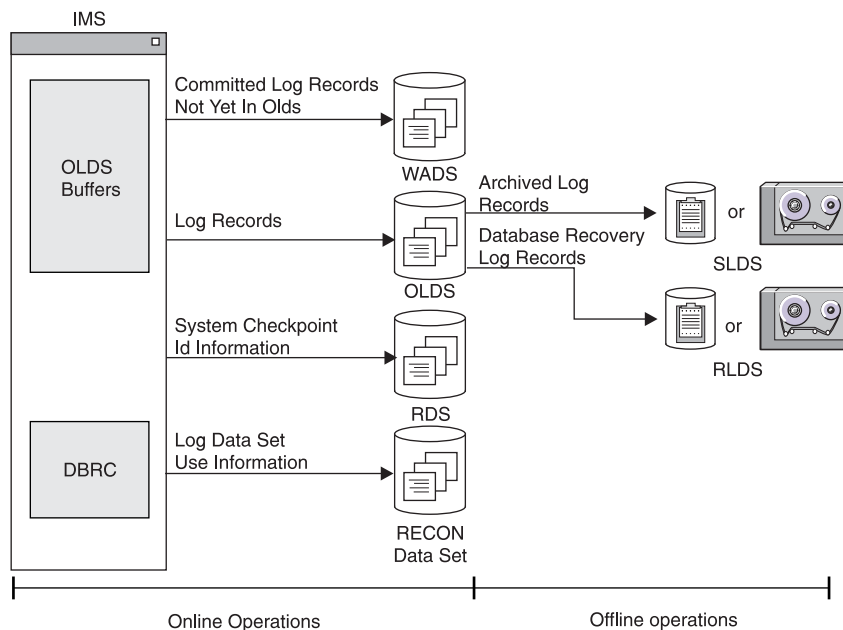 IMS
OLDS
Buffers
Committed Log Records
Not Yet In Olds
WADS
Log Records
OLDS
Archived Log
Records
Database Recovery
Log Records
or
SLDS
or
RLDS
System Checkpoint
Id Information
RDS
DBRC
Log Data Set
Use Information
RECON
Data Set
Online Operations
Offline operations